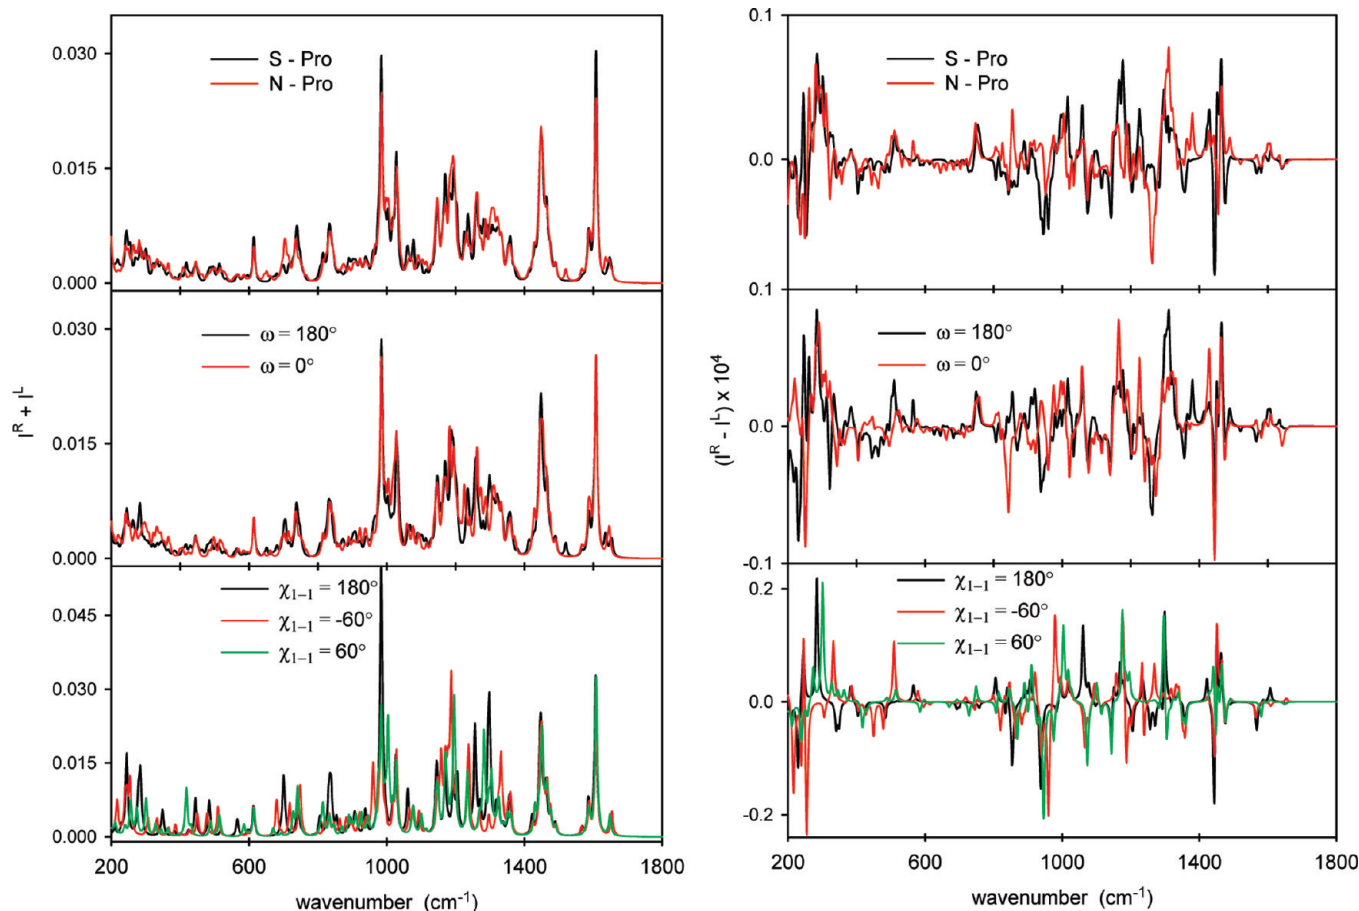 0.030
0.015
0.000
S - Pro
N - Pro
0.030
0.015
0.000
ω = 180°
ω = 0°
I^R + I^L
0.045
0.030
0.015
0.000
χ₁₋₁ = 180°
χ₁₋₁ = -60°
χ₁₋₁ = 60°
200 600 1000 1400 1800
wavenumber (cm⁻¹)
0.1
0.0
0.1
S - Pro
N - Pro
0.0
-0.1
ω = 180°
ω = 0°
(I^R - I^L) x 10⁴
0.2
0.0
-0.2
χ₁₋₁ = 180°
χ₁₋₁ = -60°
χ₁₋₁ = 60°
200 600 1000 1400 1800
wavenumber (cm⁻¹)